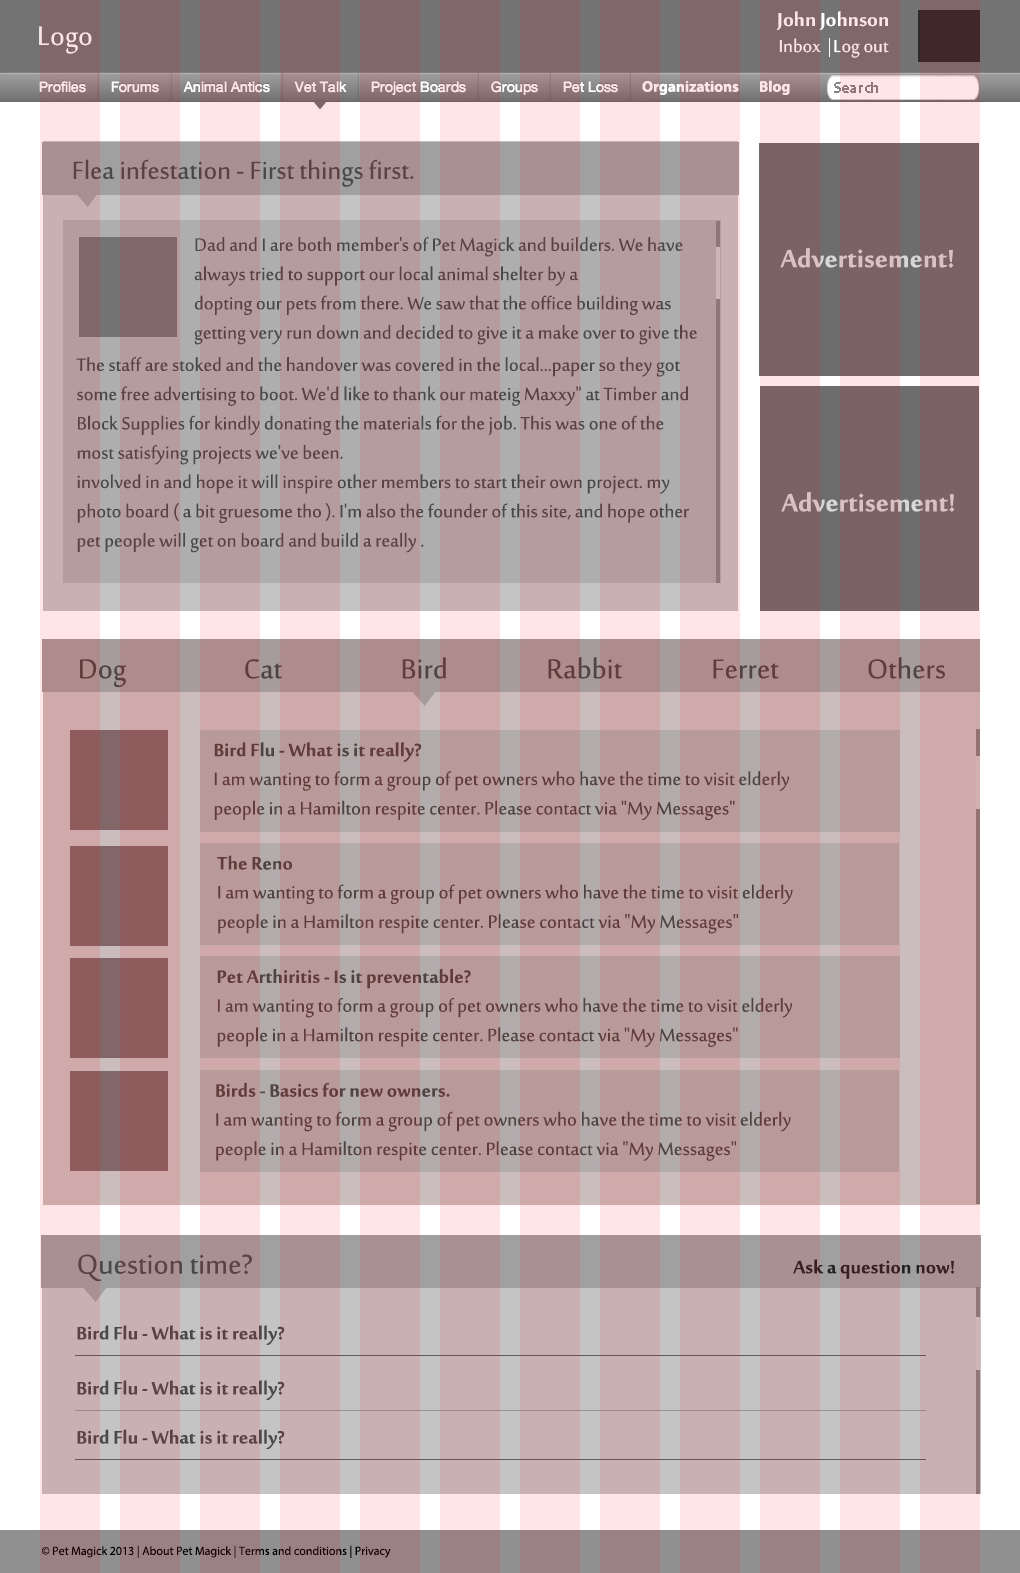 Logo
John Johnson
Inbox |Log out
Profiles Forums Animal Antics Vet Talk Project Boards Groups Pet Loss Organizations Blog Search
Flea infestation - First things first.
Dad and I are both member's of Pet Magick and builders. We have
always tried to support our local animal shelter by a
dopting our pets from there. We saw that the office building was
getting very run down and decided to give it a make over to give the
The staff are stoked and the handover was covered in the local...paper so they got
some free advertising to boot. We'd like to thank our mateig Maxxy" at Timber and
Block Supplies for kindly donating the materials for the job. This was one of the
most satisfying projects we've been.
involved in and hope it will inspire other members to start their own project. my
photo board ( a bit gruesome tho ). I'm also the founder of this site, and hope other
pet people will get on board and build a really .
Advertisement!
Advertisement!
Dog Cat Bird Rabbit Ferret Others
Bird Flu - What is it really?
I am wanting to form a group of pet owners who have the time to visit elderly
people in a Hamilton respite center. Please contact via "My Messages"
The Reno
I am wanting to form a group of pet owners who have the time to visit elderly
people in a Hamilton respite center. Please contact via "My Messages"
Pet Arthiritis - Is it preventable?
I am wanting to form a group of pet owners who have the time to visit elderly
people in a Hamilton respite center. Please contact via "My Messages"
Birds - Basics for new owners.
I am wanting to form a group of pet owners who have the time to visit elderly
people in a Hamilton respite center. Please contact via "My Messages"
Question time?
Ask a question now!
Bird Flu - What is it really?
Bird Flu - What is it really?
Bird Flu - What is it really?
© Pet Magick 2013 | About Pet Magick | Terms and conditions | Privacy